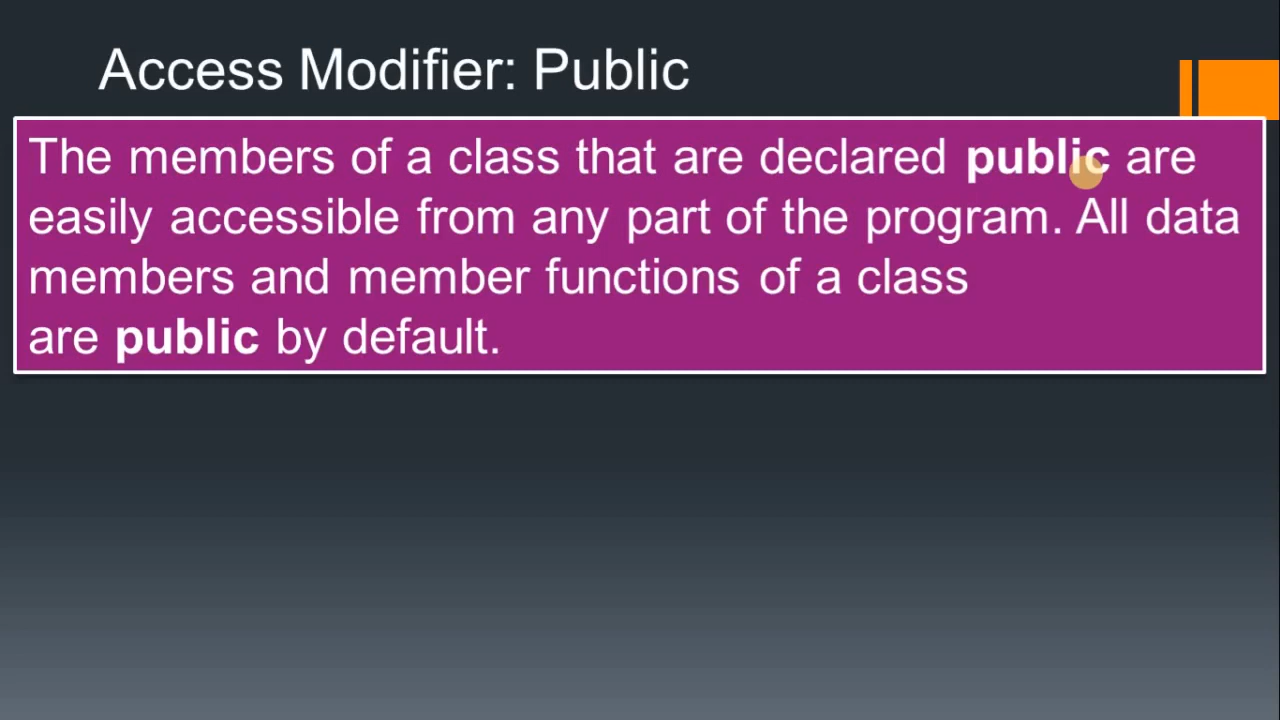 Access Modifier: Public
The members of a class that are declared public are
easily accessible from any part of the program. All data
members and member functions of a class
are public by default.